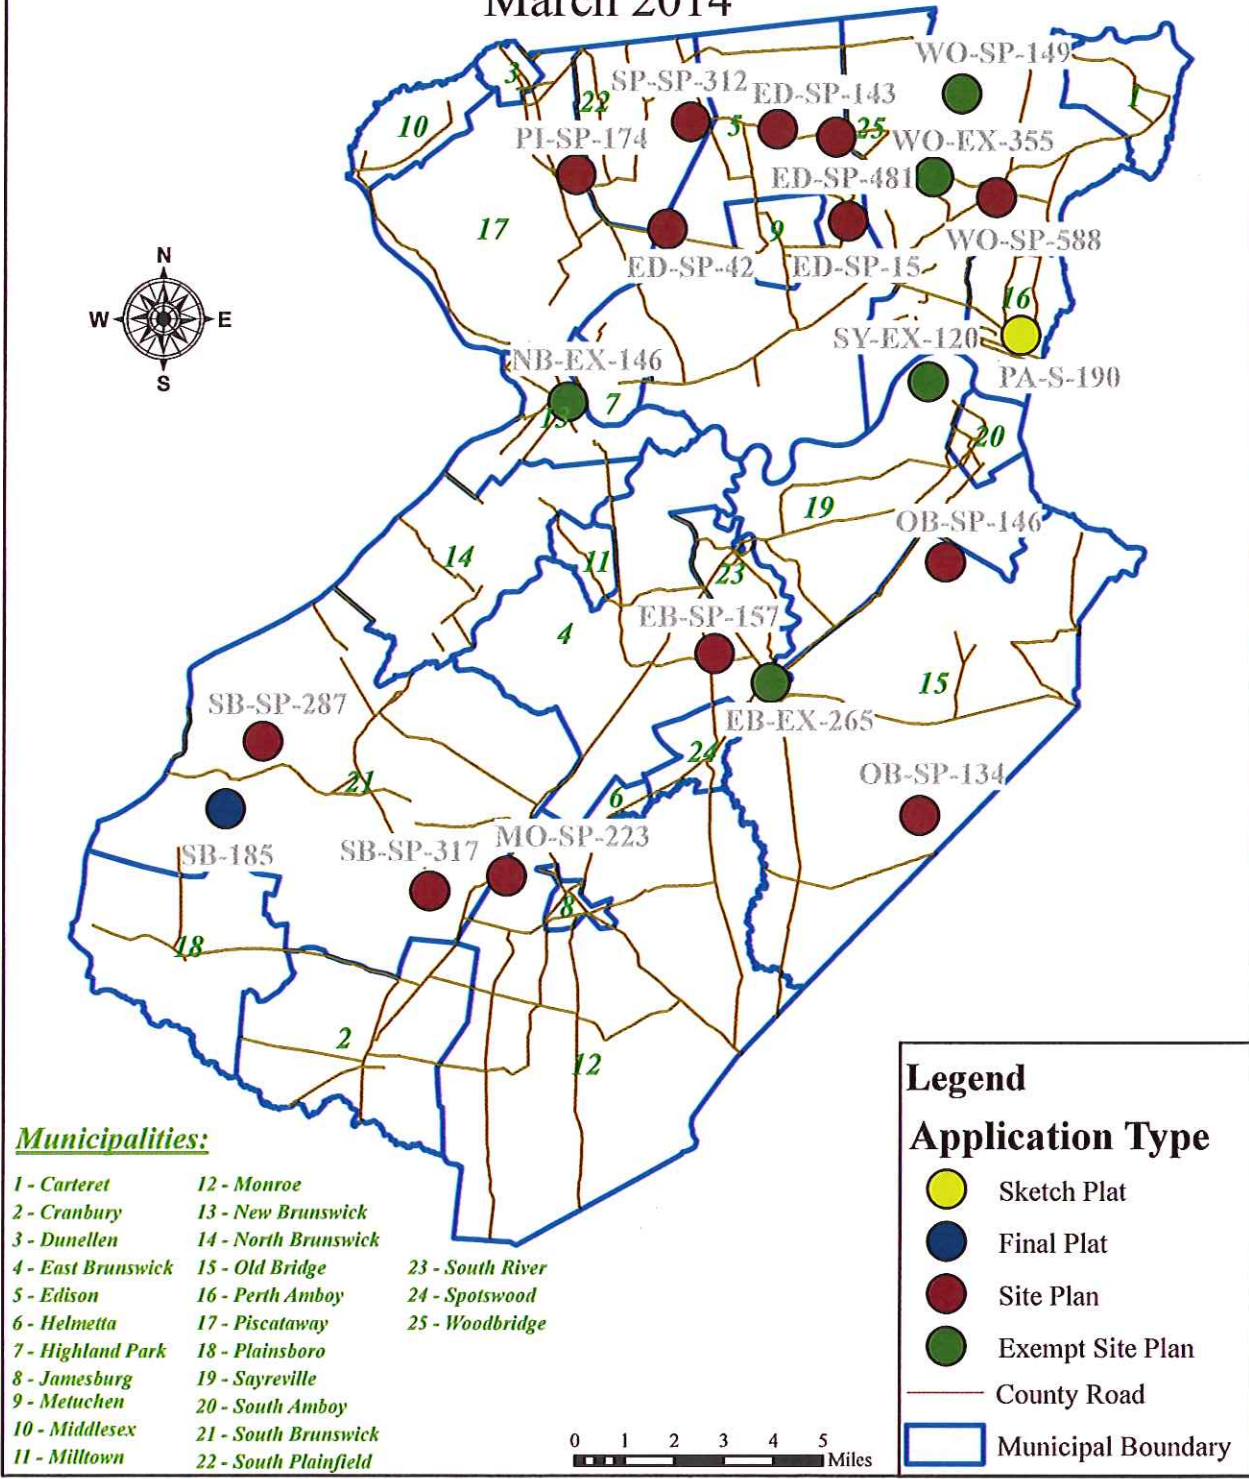 March 2014
WO-SP-149
3
SP-SP-312
ED-SP-143
1
22
10
5
25
PI-SP-174
WO-EX-355
ED-SP-481
17
9
WO-SP-588
ED-SP-42
ED-SP-15
N
W
E
S
16
SY-EX-120
NB-EX-146
PA-S-190
7
13
20
19
OB-SP-146
14
11
23
EB-SP-157
4
15
SB-SP-287
EB-EX-265
24
21
OB-SP-134
6
MO-SP-223
SB-185
SB-SP-317
8
18
2
12
Municipalities:
1 - Carteret
2 - Cranbury
3 - Dunellen
4 - East Brunswick
5 - Edison
6 - Helmetta
7 - Highland Park
8 - Jamesburg
9 - Metuchen
10 - Middlesex
11 - Milltown
12 - Monroe
13 - New Brunswick
14 - North Brunswick
15 - Old Bridge
16 - Perth Amboy
17 - Piscataway
18 - Plainsboro
19 - Sayreville
20 - South Amboy
21 - South Brunswick
22 - South Plainfield
23 - South River
24 - Spotswood
25 - Woodbridge
0 1 2 3 4 5
Miles
Legend
Application Type
Sketch Plat
Final Plat
Site Plan
Exempt Site Plan
County Road
Municipal Boundary